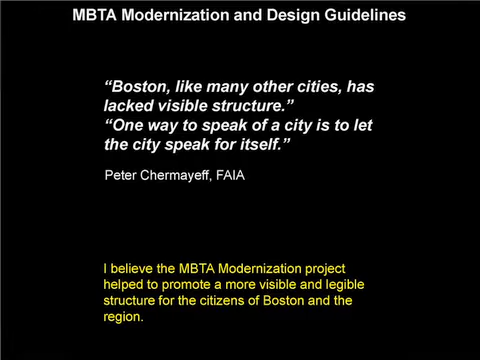 MBTA Modernization and Design Guidelines
“Boston, like many other cities, has
lacked visible structure.”
“One way to speak of a city is to let
the city speak for itself.”
Peter Chermayeff, FAIA
I believe the MBTA Modernization project
helped to promote a more visible and legible
structure for the citizens of Boston and the
region.